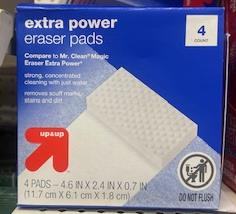 extra power
eraser pads
4
COUNT
Compare to Mr. Clean® Magic
Eraser Extra Power®
strong, concentrated
cleaning with just water
removes scuff marks,
stains and dirt
up&up
4 PADS – 4.6 IN X 2.4 IN X 0.7 IN
(11.7 cm X 6.1 cm X 1.8 cm)
DO NOT FLUSH